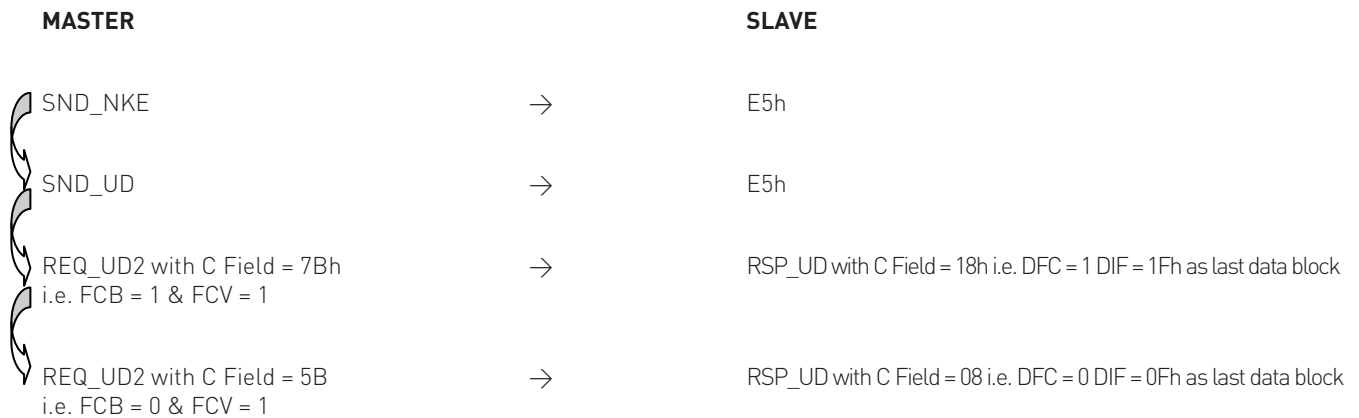 MASTER SLAVE
SND_NKE → E5h
SND_UD → E5h
REQ_UD2 with C Field = 7Bh → RSP_UD with C Field = 18h i.e. DFC = 1 DIF = 1Fh as last data block
i.e. FCB = 1 & FCV = 1
REQ_UD2 with C Field = 5B → RSP_UD with C Field = 08 i.e. DFC = 0 DIF = 0Fh as last data block
i.e. FCB = 0 & FCV = 1